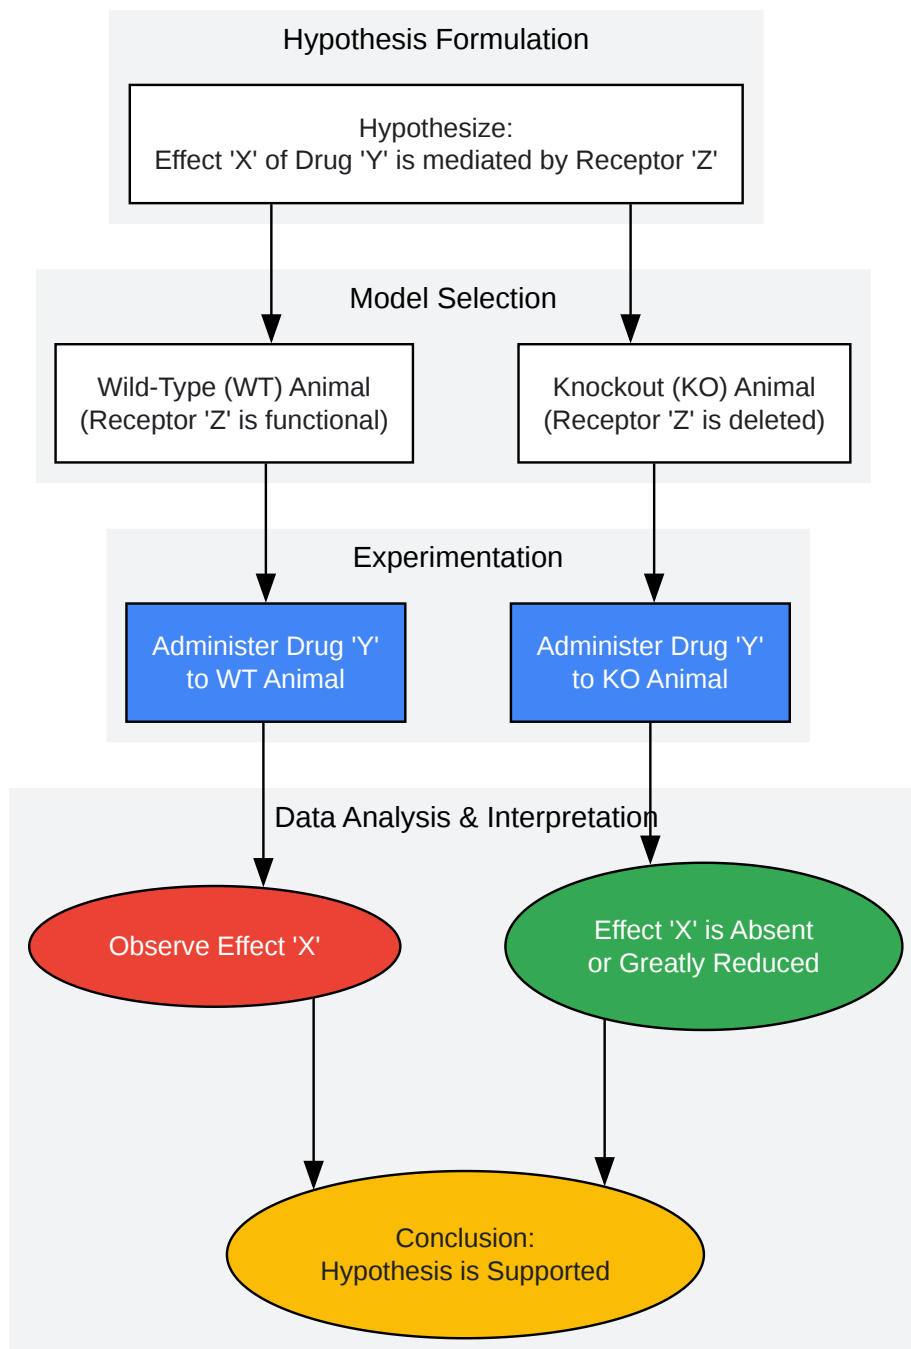 Hypothesis Formulation
Hypothesize:
Effect 'X' of Drug 'Y' is mediated by Receptor 'Z'
Model Selection
Wild-Type (WT) Animal
(Receptor 'Z' is functional)
Knockout (KO) Animal
(Receptor 'Z' is deleted)
Experimentation
Administer Drug 'Y'
to WT Animal
Administer Drug 'Y'
to KO Animal
Data Analysis & Interpretation
Observe Effect 'X'
Effect 'X' is Absent
or Greatly Reduced
Conclusion:
Hypothesis is Supported